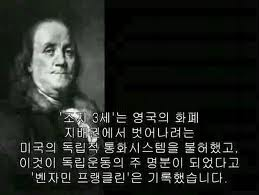 '조지 3세'는 영국의 화폐
지배권에서 벗어나려는
미국의 독립적 통화시스템을 불허했고,
이것이 독립운동의 주 명분이 되었다고
'벤자민 프랭클린'은 기록했습니다.